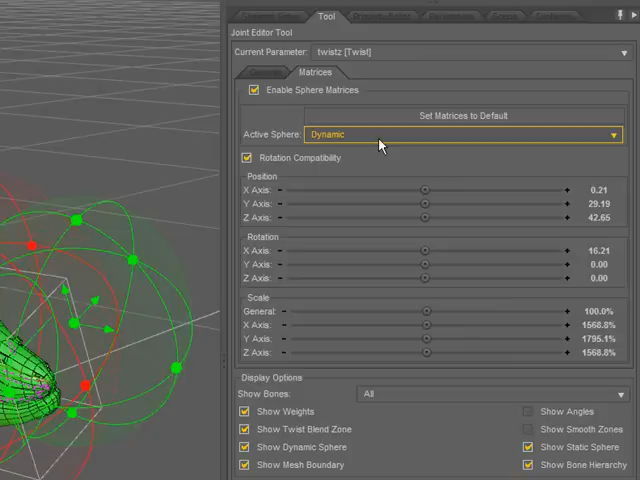 Tool
Joint Editor Tool
Current Parameter: twistz [Twist]
Matrices
Enable Sphere Matrices
Set Matrices to Default
Active Sphere: Dynamic
Rotation Compatibility
Position
X Axis: - + 0.21
Y Axis: - + 29.19
Z Axis: - + 42.65
Rotation
X Axis: - + 16.21
Y Axis: - + 0.00
Z Axis: - + 0.00
Scale
General: - + 100.0%
X Axis: - + 1568.8%
Y Axis: - + 1795.1%
Z Axis: - + 1568.8%
Display Options
Show Bones: All
Show Weights Show Angles
Show Twist Blend Zone Show Smooth Zones
Show Dynamic Sphere Show Static Sphere
Show Mesh Boundary Show Bone Hierarchy